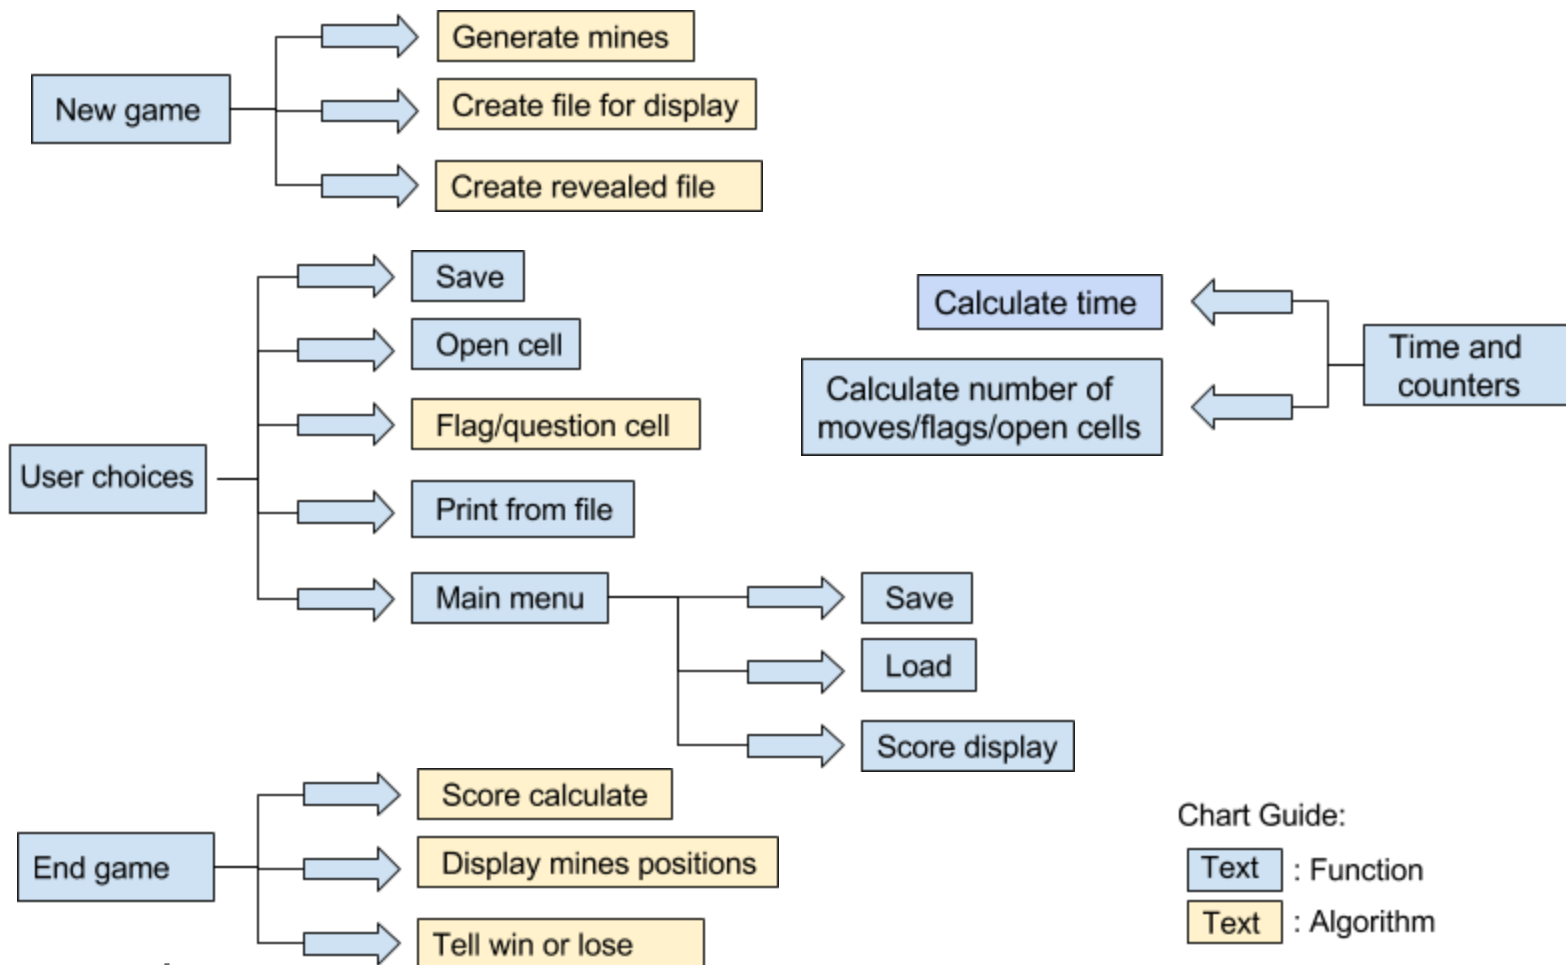 Generate mines
New game
Create file for display
Create revealed file
Save
Open cell
Flag/question cell
User choices
Print from file
Main menu
Save
Load
Score display
Calculate time
Calculate number of
moves/flags/open cells
Time and
counters
Score calculate
End game
Display mines positions
Tell win or lose
Chart Guide:
Text : Function
Text : Algorithm